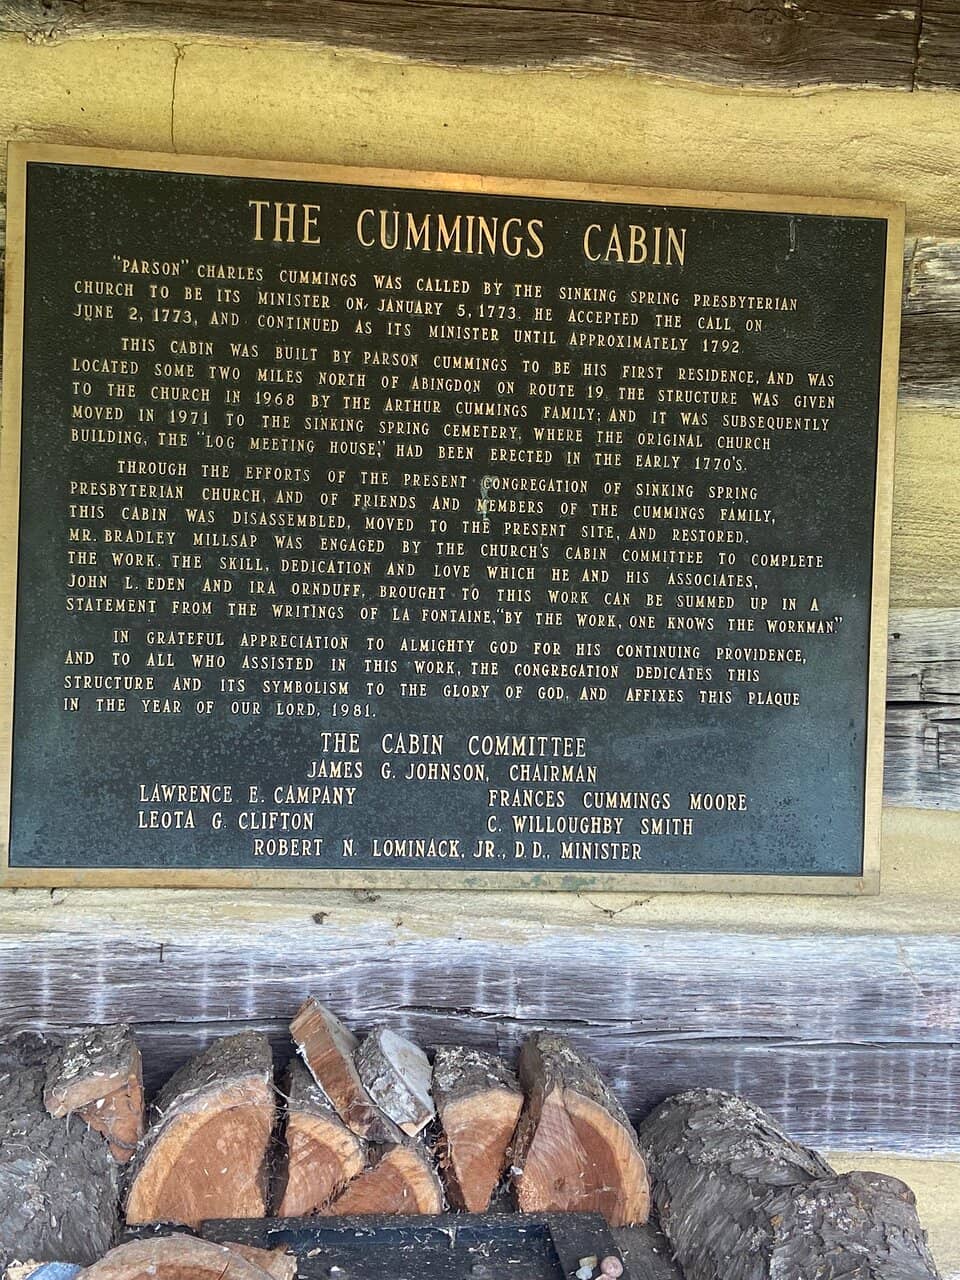 THE CUMMINGS CABIN
"PARSON" CHARLES CUMMINGS WAS CALLED BY THE SINKING SPRING PRESBYTERIAN
CHURCH TO BE ITS MINISTER ON JANUARY 5, 1773. HE ACCEPTED THE CALL ON
JUNE 2, 1773, AND CONTINUED AS ITS MINISTER UNTIL APPROXIMATELY 1792.
THIS CABIN WAS BUILT BY PARSON CUMMINGS TO BE HIS FIRST RESIDENCE, AND WAS
LOCATED SOME TWO MILES NORTH OF ABINGDON ON ROUTE 19. THE STRUCTURE WAS GIVEN
TO THE CHURCH IN 1968 BY THE ARTHUR CUMMINGS FAMILY; AND IT WAS SUBSEQUENTLY
MOVED IN 1971 TO THE SINKING SPRING CEMETERY, WHERE THE ORIGINAL CHURCH
BUILDING, THE "LOG MEETING HOUSE," HAD BEEN ERECTED IN THE EARLY 1770'S.
THROUGH THE EFFORTS OF THE PRESENT CONGREGATION OF SINKING SPRING
PRESBYTERIAN CHURCH, AND OF FRIENDS AND MEMBERS OF THE CUMMINGS FAMILY,
THIS CABIN WAS DISASSEMBLED, MOVED TO THE PRESENT SITE, AND RESTORED.
MR. BRADLEY MILLSAP WAS ENGAGED BY THE CHURCH'S CABIN COMMITTEE TO COMPLETE
THE WORK. THE SKILL, DEDICATION AND LOVE WHICH HE AND HIS ASSOCIATES,
JOHN L. EDEN AND IRA ORNDUFF, BROUGHT TO THIS WORK CAN BE SUMMED UP IN A
STATEMENT FROM THE WRITINGS OF LA FONTAINE, "BY THE WORK, ONE KNOWS THE WORKMAN."
IN GRATEFUL APPRECIATION TO ALMIGHTY GOD FOR HIS CONTINUING PROVIDENCE,
AND TO ALL WHO ASSISTED IN THIS WORK, THE CONGREGATION DEDICATES THIS
STRUCTURE AND ITS SYMBOLISM TO THE GLORY OF GOD, AND AFFIXES THIS PLAQUE
IN THE YEAR OF OUR LORD, 1981.
THE CABIN COMMITTEE
JAMES G. JOHNSON, CHAIRMAN
LAWRENCE E. CAMPANY FRANCES CUMMINGS MOORE
LEOTA G. CLIFTON C. WILLOUGHBY SMITH
ROBERT N. LOMINACK, JR., D.D., MINISTER